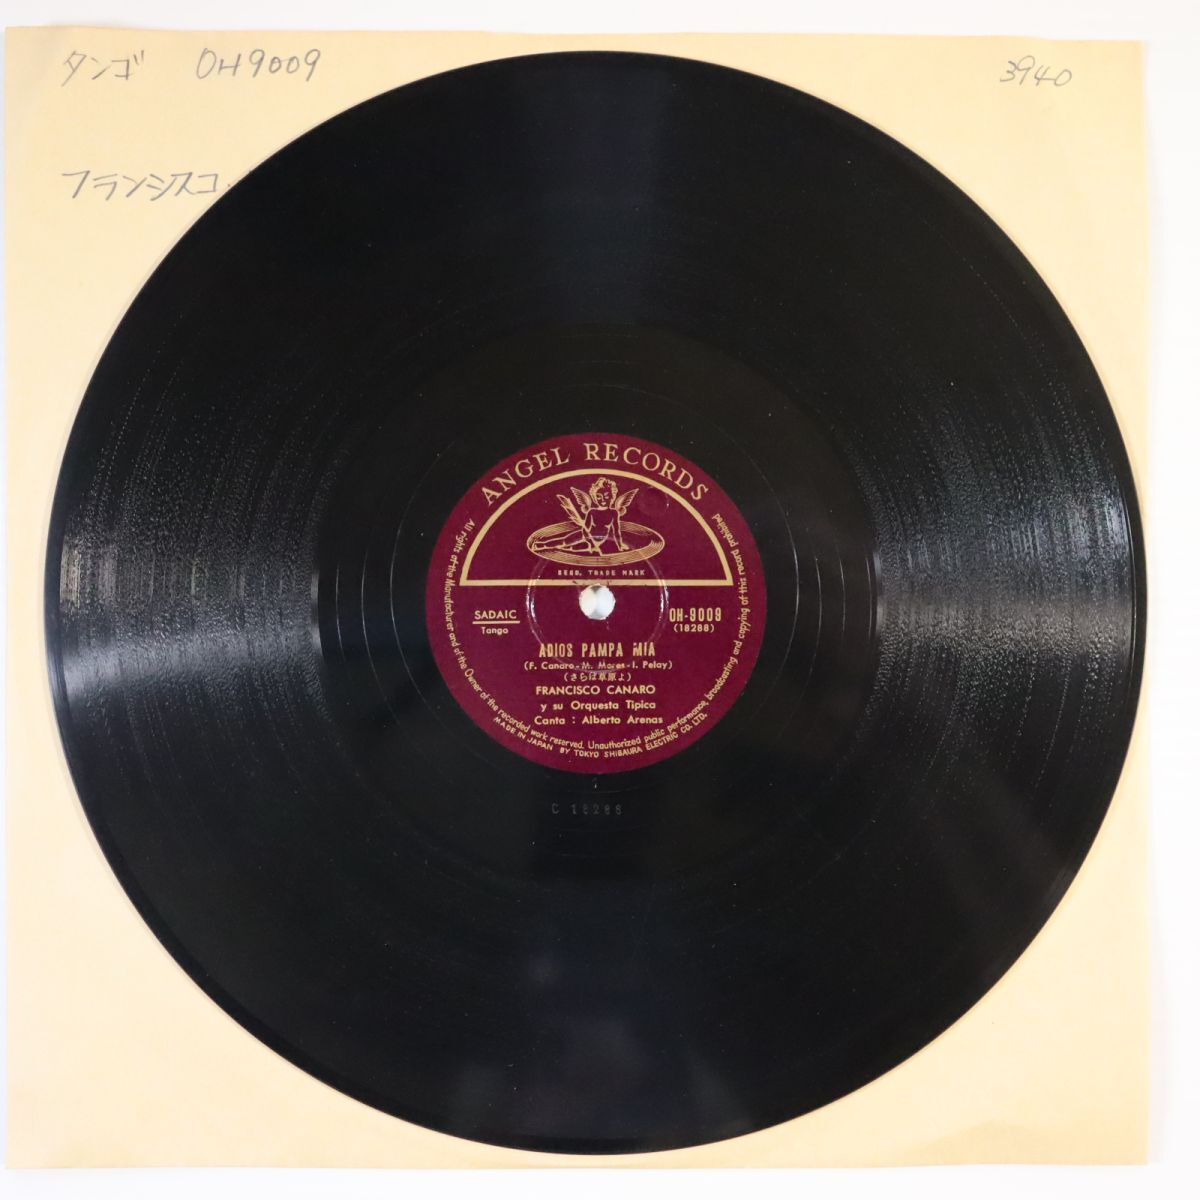 タンゴ OH9009
3940
フランシスコ.
ANGEL RECORDS
REGD. TRADE MARK
SADAIC
Tango
OH-9009
(18288)
ADIOS PAMPA MIA
(F. Canaro-M. Mores-I. Pelay)
(さらば草原よ)
FRANCISCO CANARO
y su Orquesta Tipica
Canta : Alberto Arenas
All rights of the Manufacturer and of the Owner of the recorded work reserved. Unauthorized public performance, broadcasting and copying of this record prohibited
MADE IN JAPAN BY TOKYO SHIBAURA ELECTRIC CO. LTD.
C 18288